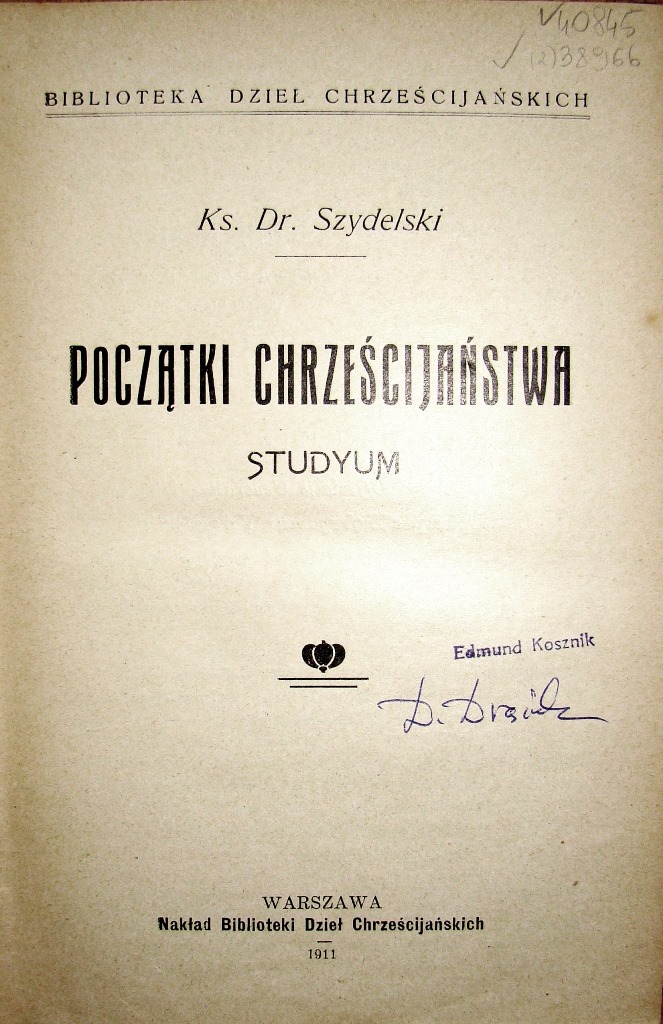 ✓40845
✓(2)38966
BIBLIOTEKA DZIEŁ CHRZEŚCIJAŃSKICH
Ks. Dr. Szydelski
POCZĄTKI CHRZEŚCIJAŃSTWA
STUDYUM
Edmund Kosznik
D.
WARSZAWA
Nakład Biblioteki Dzieł Chrześcijańskich
1911